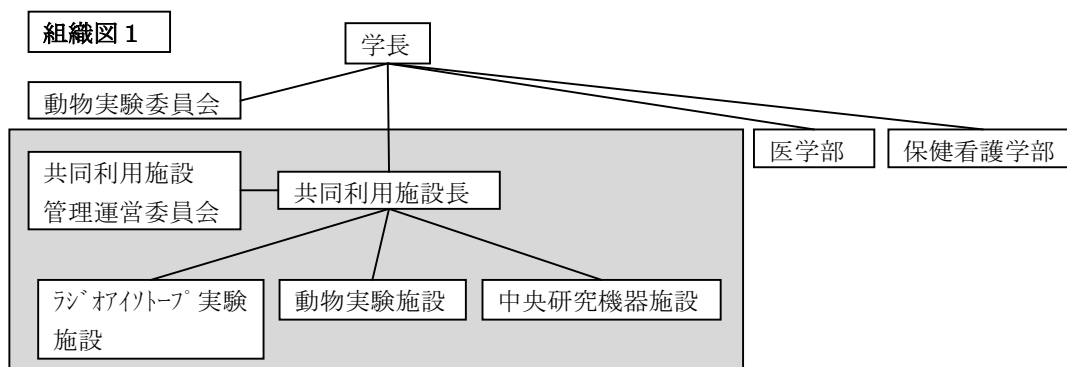 組織図１
学長
動物実験委員会
医学部
保健看護学部
共同利用施設
管理運営委員会
共同利用施設長
ﾗｼﾞｵｱｲｿﾄｰﾌﾟ実験
施設
動物実験施設
中央研究機器施設